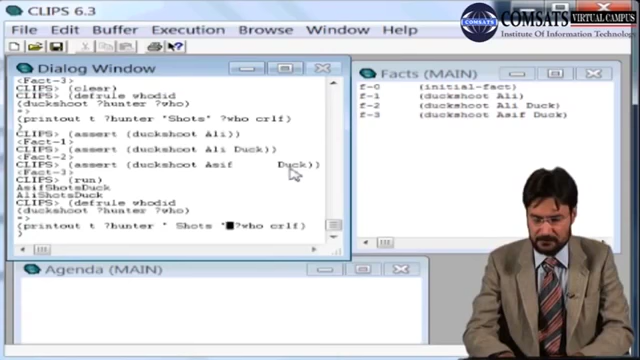 CLIPS 6.3
COMSATS VIRTUAL CAMPUS
Institute Of Information Technology
File Edit Buffer Execution Browse Window Help
Dialog Window
<Fact-3>
CLIPS> (clear)
CLIPS> (defrule whodid
(duckshoot ?hunter ?who)
=>
(printout t ?hunter "Shots" ?who crlf)
)
CLIPS> (assert (duckshoot Ali))
<Fact-1>
CLIPS> (assert (duckshoot Ali Duck))
<Fact-2>
CLIPS> (assert (duckshoot Asif Duck))
<Fact-3>
CLIPS> (run)
AsifShotsDuck
AliShotsDuck
CLIPS> (defrule whodid
(duckshoot ?hunter ?who)
=>
(printout t ?hunter " Shots " ?who crlf)
)
Facts (MAIN)
f-0 (initial-fact)
f-1 (duckshoot Ali)
f-2 (duckshoot Ali Duck)
f-3 (duckshoot Asif Duck)
Agenda (MAIN)